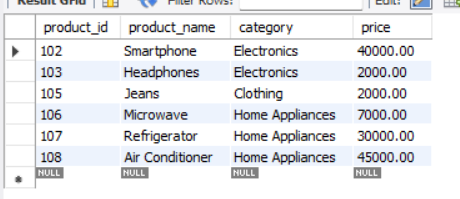 Result Grid Filter Rows: Edit:
product_id product_name category price
102 Smartphone Electronics 40000.00
103 Headphones Electronics 2000.00
105 Jeans Clothing 2000.00
106 Microwave Home Appliances 7000.00
107 Refrigerator Home Appliances 30000.00
108 Air Conditioner Home Appliances 45000.00
NULL NULL NULL NULL